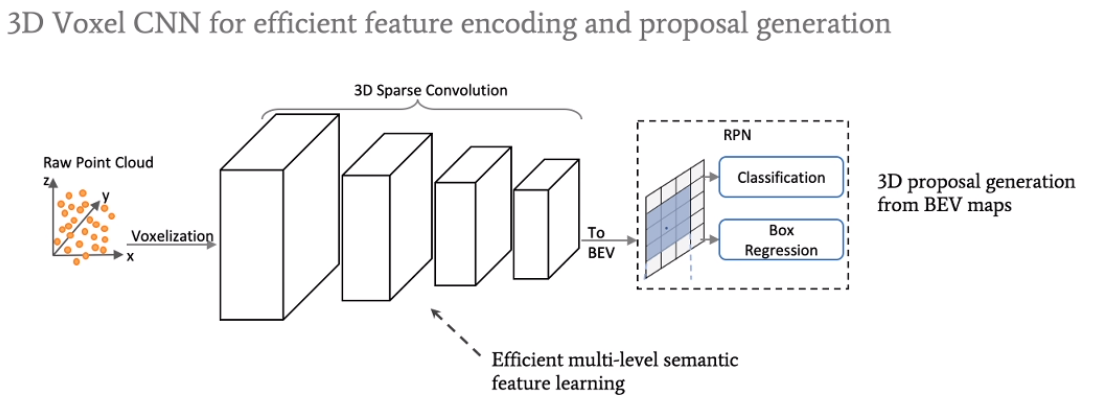 3D Voxel CNN for efficient feature encoding and proposal generation
3D Sparse Convolution
Raw Point Cloud
z
y
x
Voxelization
To
BEV
RPN
Classification
Box
Regression
3D proposal generation
from BEV maps
Efficient multi-level semantic
feature learning